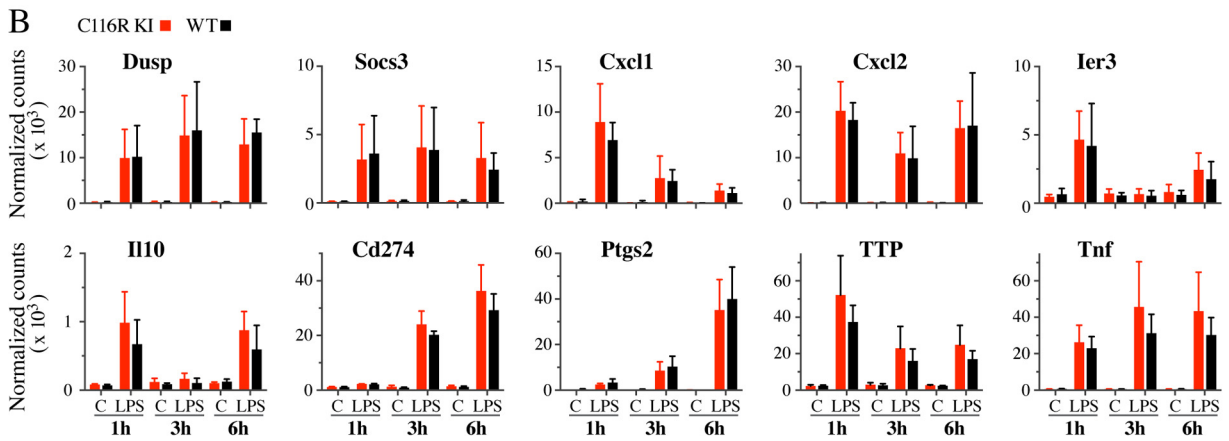 B
C116R KI WT
Dusp Socs3 Cxcl1 Cxcl2 Ier3
Normalized counts
(x 10³)
30 20 10 0
10 5 0
15 10 5 0
30 20 10 0
10 5 0
Il10 Cd274 Ptgs2 TTP Tnf
Normalized counts
(x 10³)
2 1 0
40 20 0
60 40 20 0
60 40 20 0
60 40 20 0
C LPS C LPS C LPS C LPS C LPS C LPS C LPS C LPS C LPS C LPS C LPS C LPS C LPS C LPS C LPS
1h 3h 6h 1h 3h 6h 1h 3h 6h 1h 3h 6h 1h 3h 6h